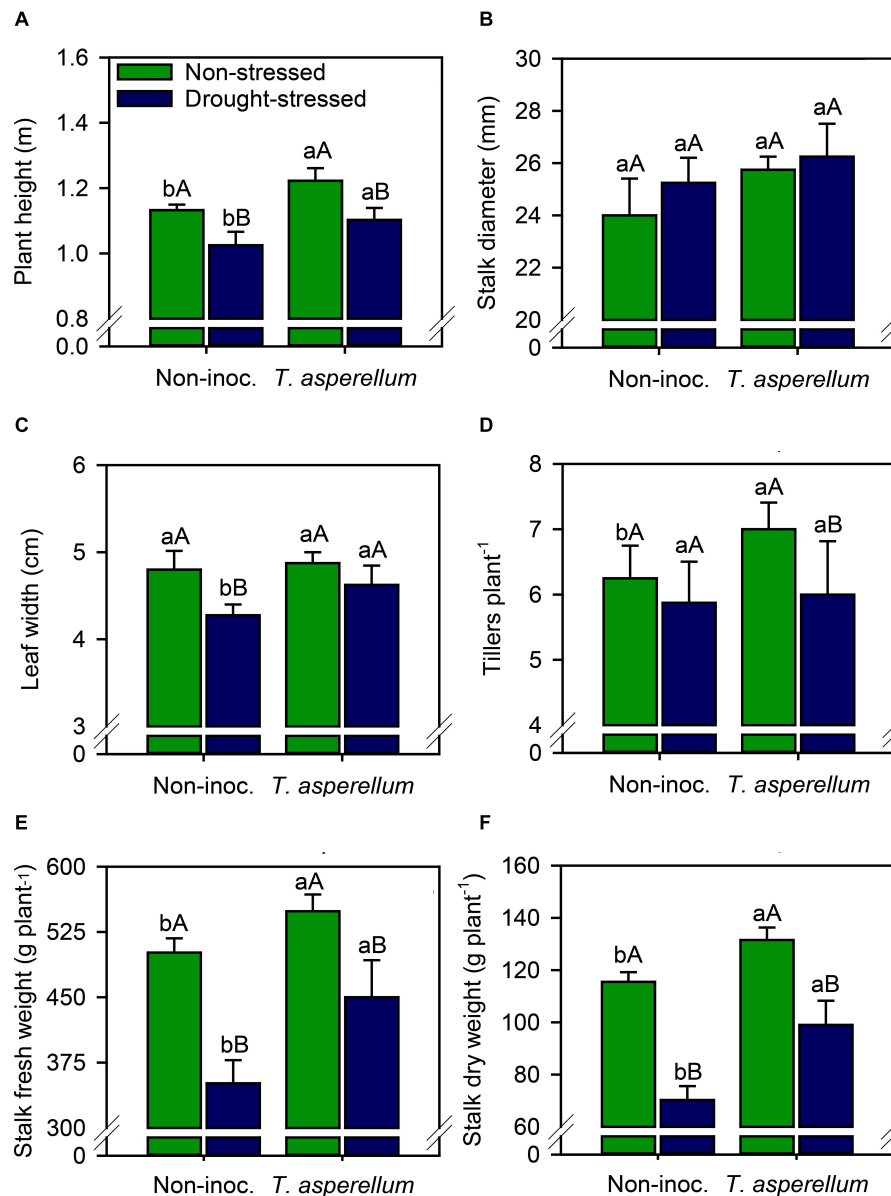 A
Plant height (m)
1.6
1.4
1.2
1.0
0.8
0.0
Non-stressed
Drought-stressed
bA
bB
aA
aB
Non-inoc. T. asperellum
B
Stalk diameter (mm)
30
28
26
24
22
20
0
aA
aA
aA
aA
Non-inoc. T. asperellum
C
Leaf width (cm)
6
5
4
3
0
aA
bB
aA
aA
Non-inoc. T. asperellum
D
Tillers plant⁻¹
8
7
6
5
4
0
bA
aA
aA
aB
Non-inoc. T. asperellum
E
Stalk fresh weight (g plant⁻¹)
600
525
450
375
300
0
bA
bB
aA
aB
Non-inoc. T. asperellum
F
Stalk dry weight (g plant⁻¹)
160
140
120
100
80
60
0
bA
bB
aA
aB
Non-inoc. T. asperellum